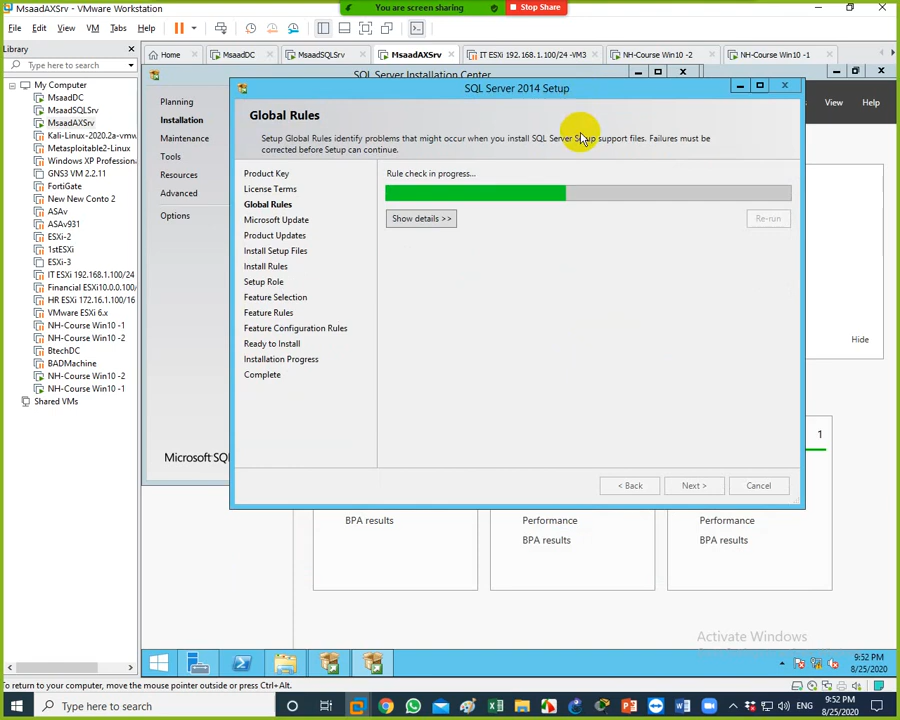 MsaadAXSrv - VMware Workstation
You are screen sharing
Stop Share
File Edit View VM Tabs Help
Library
Type here to search
My Computer
MsaadDC
MsaadSQLSrv
MsaadAXSrv
Kali-Linux-2020.2a-vmw
Metasploitable2-Linux
Windows XP Profession
GNS3 VM 2.2.11
FortiGate
New New Conto 2
ASAv
ASAv931
ESXi-2
1stESXi
ESXi-3
IT ESXi 192.168.1.100/24
Financial ESXi10.0.0.100/
HR ESXi 172.16.1.100/16
VMware ESXi 6.x
NH-Course Win10 -1
NH-Course Win10 -2
BtechDC
BADMachine
NH-Course Win10 -2
NH-Course Win10 -1
Shared VMs
Home
MsaadDC
MsaadSQLSrv
MsaadAXSrv
IT ESXi 192.168.1.100/24 -VM3
NH-Course Win10 -2
NH-Course Win10 -1
SQL Server Installation Center
Planning
Installation
Maintenance
Tools
Resources
Advanced
Options
Microsoft SQ
View Help
Hide
1
SQL Server 2014 Setup
Global Rules
Setup Global Rules identify problems that might occur when you install SQL Server Setup support files. Failures must
be corrected before Setup can continue.
Product Key
License Terms
Global Rules
Microsoft Update
Product Updates
Install Setup Files
Install Rules
Setup Role
Feature Selection
Feature Rules
Feature Configuration Rules
Ready to Install
Installation Progress
Complete
Rule check in progress...
Show details >>
Re-run
< Back
Next >
Cancel
BPA results
Performance
BPA results
Performance
BPA results
Activate Windows
9:52 PM
8/25/2020
To return to your computer, move the mouse pointer outside or press Ctrl+Alt.
Type here to search
9:52 PM
8/25/2020